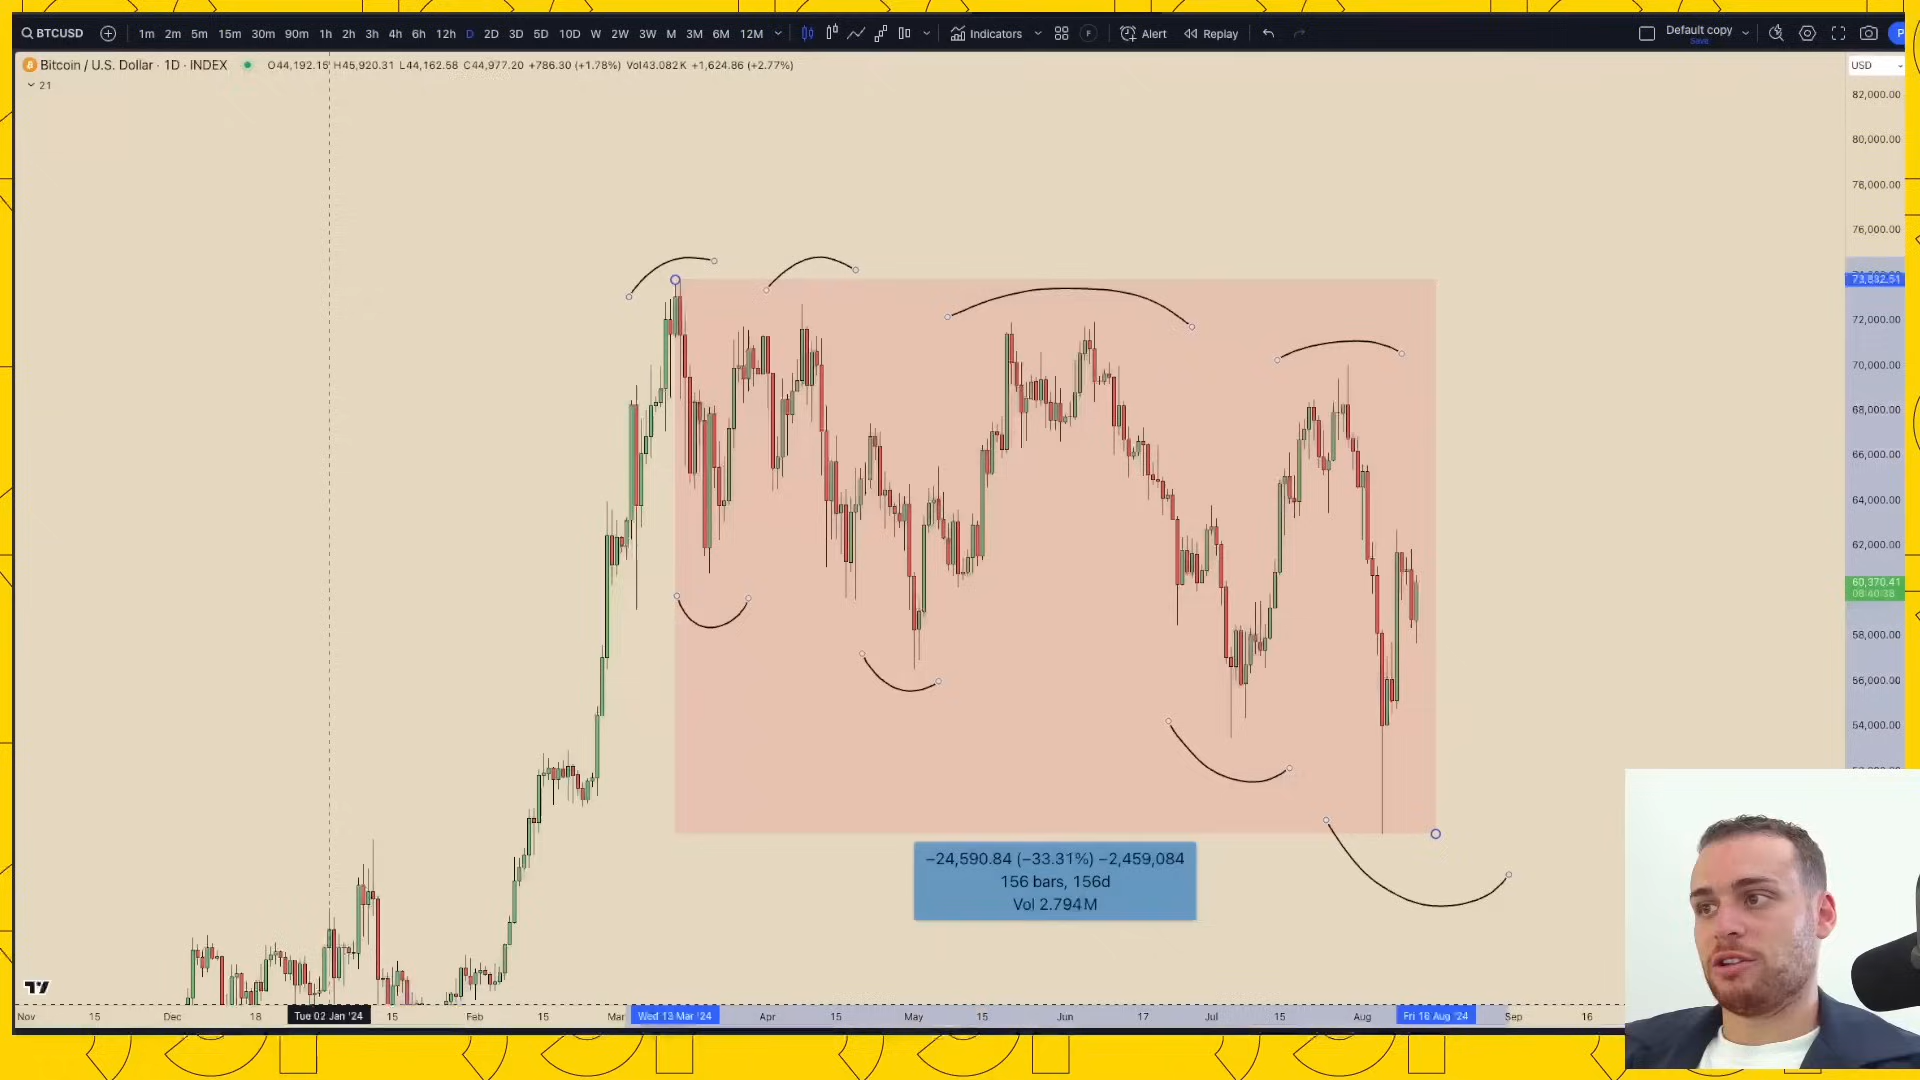 BTCUSD 1m 2m 5m 15m 30m 90m 1h 2h 3h 4h 6h 12h D 2D 3D 5D 10D W 2W 3W M 3M 6M 12M Indicators F Alert Replay Default copy P
Save
Bitcoin / U.S. Dollar · 1D · INDEX O44,192.15 H45,920.31 L44,162.58 C44,977.20 +786.30 (+1.78%) Vol43.082K +1,624.86 (+2.77%) USD
21
82,000.00
80,000.00
78,000.00
76,000.00
72,000.00
70,000.00
68,000.00
66,000.00
64,000.00
62,000.00
60,370.41
08:40:38
58,000.00
56,000.00
54,000.00
−24,590.84 (−33.31%) −2,459,084
156 bars, 156d
Vol 2.794M
Nov 15 Dec 18 Tue 02 Jan '24 15 Feb 15 Mar Wed 13 Mar '24 Apr 15 May 15 Jun 17 Jul 15 Aug Fri 16 Aug '24 Sep 16